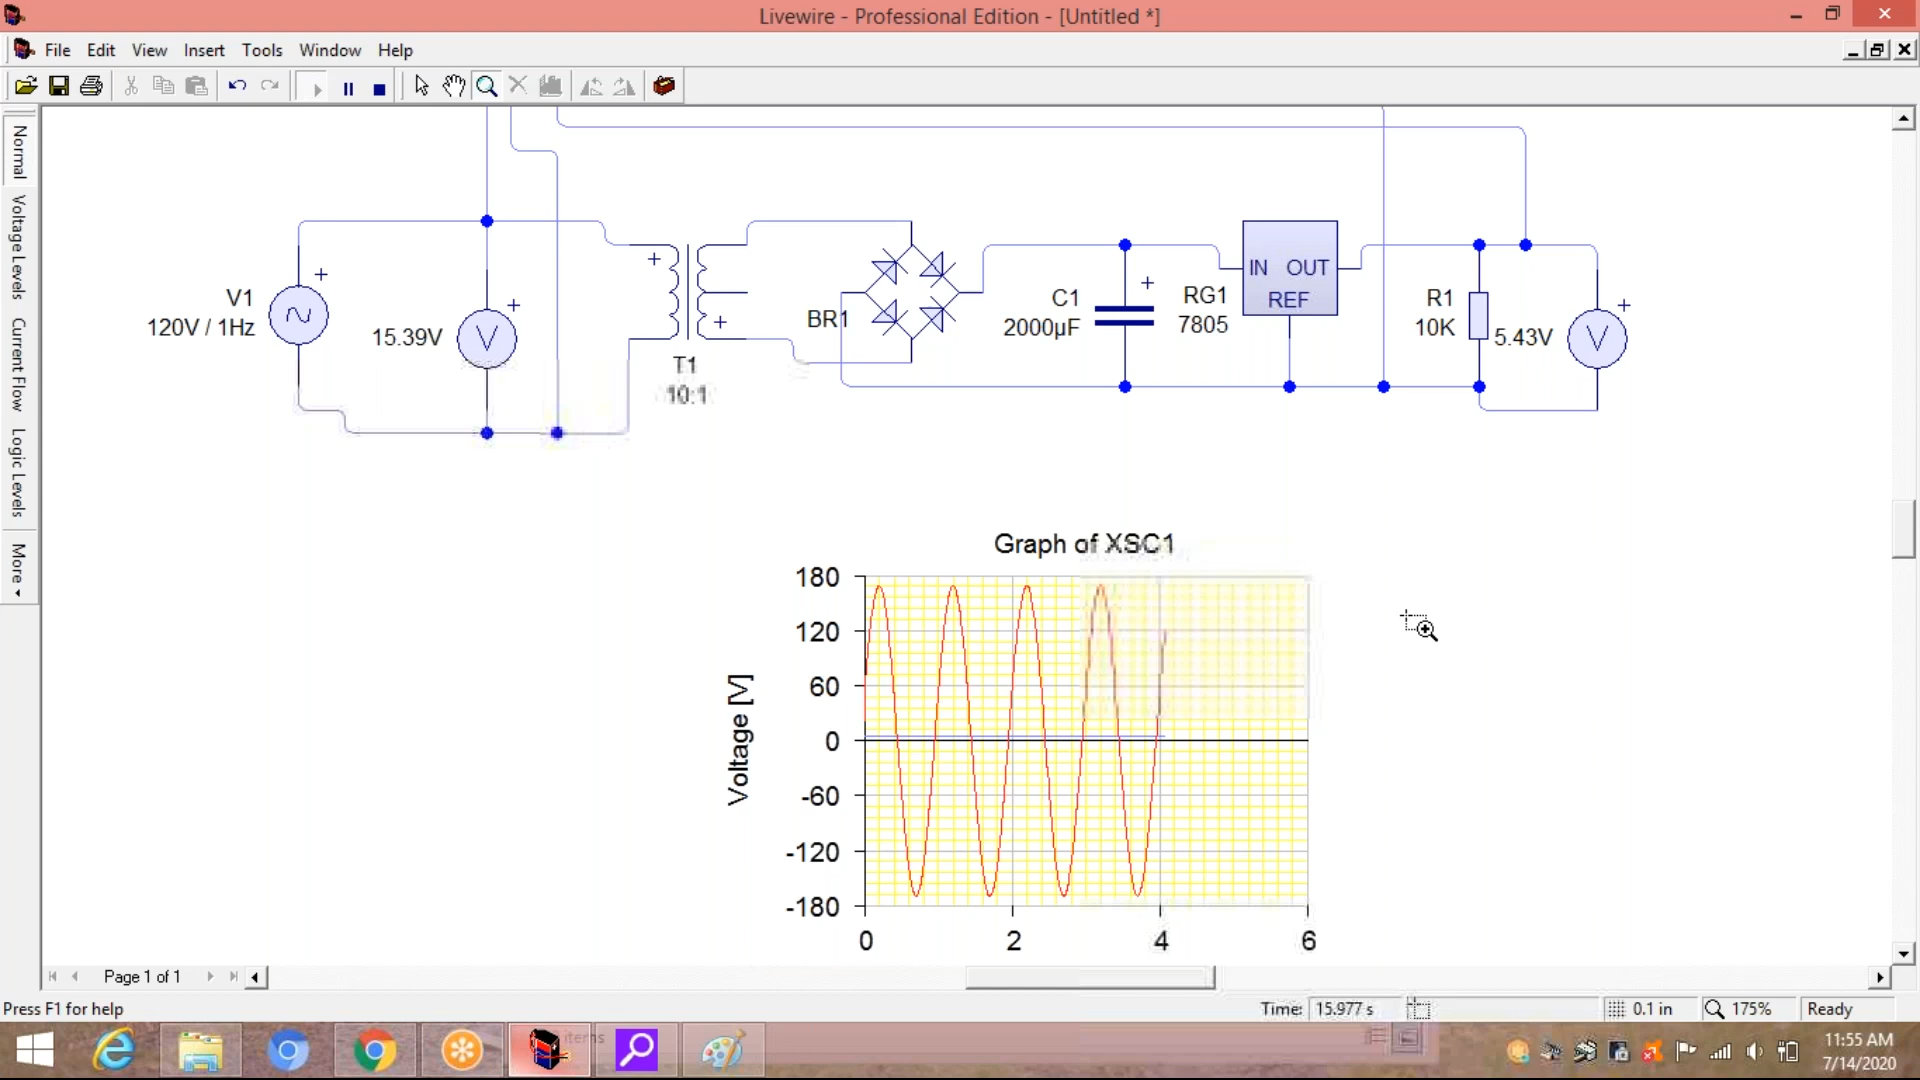 Livewire - Professional Edition - [Untitled *]
File Edit View Insert Tools Window Help
Normal
Voltage Levels
Current Flow
Logic Levels
More
V1
120V / 1Hz
+
15.39V
V
+
+
+
T1
10:1
BR1
C1
2000µF
+
RG1
7805
IN OUT
REF
R1
10K
5.43V
V
+
Graph of XSC1
Voltage [V]
180
120
60
0
-60
-120
-180
0 2 4 6
Page 1 of 1
Press F1 for help
Time: 15.977 s
0.1 in
175%
Ready
items
11:55 AM
7/14/2020